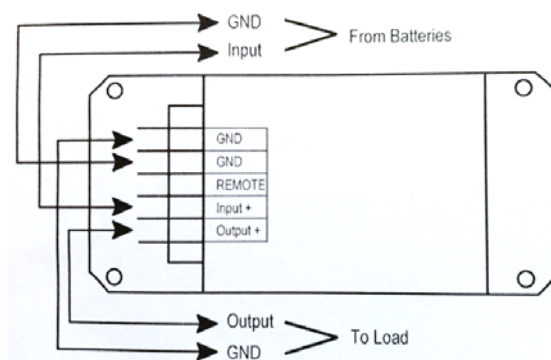 GND
Input
From Batteries
GND
GND
REMOTE
Input +
Output +
Output
To Load
GND